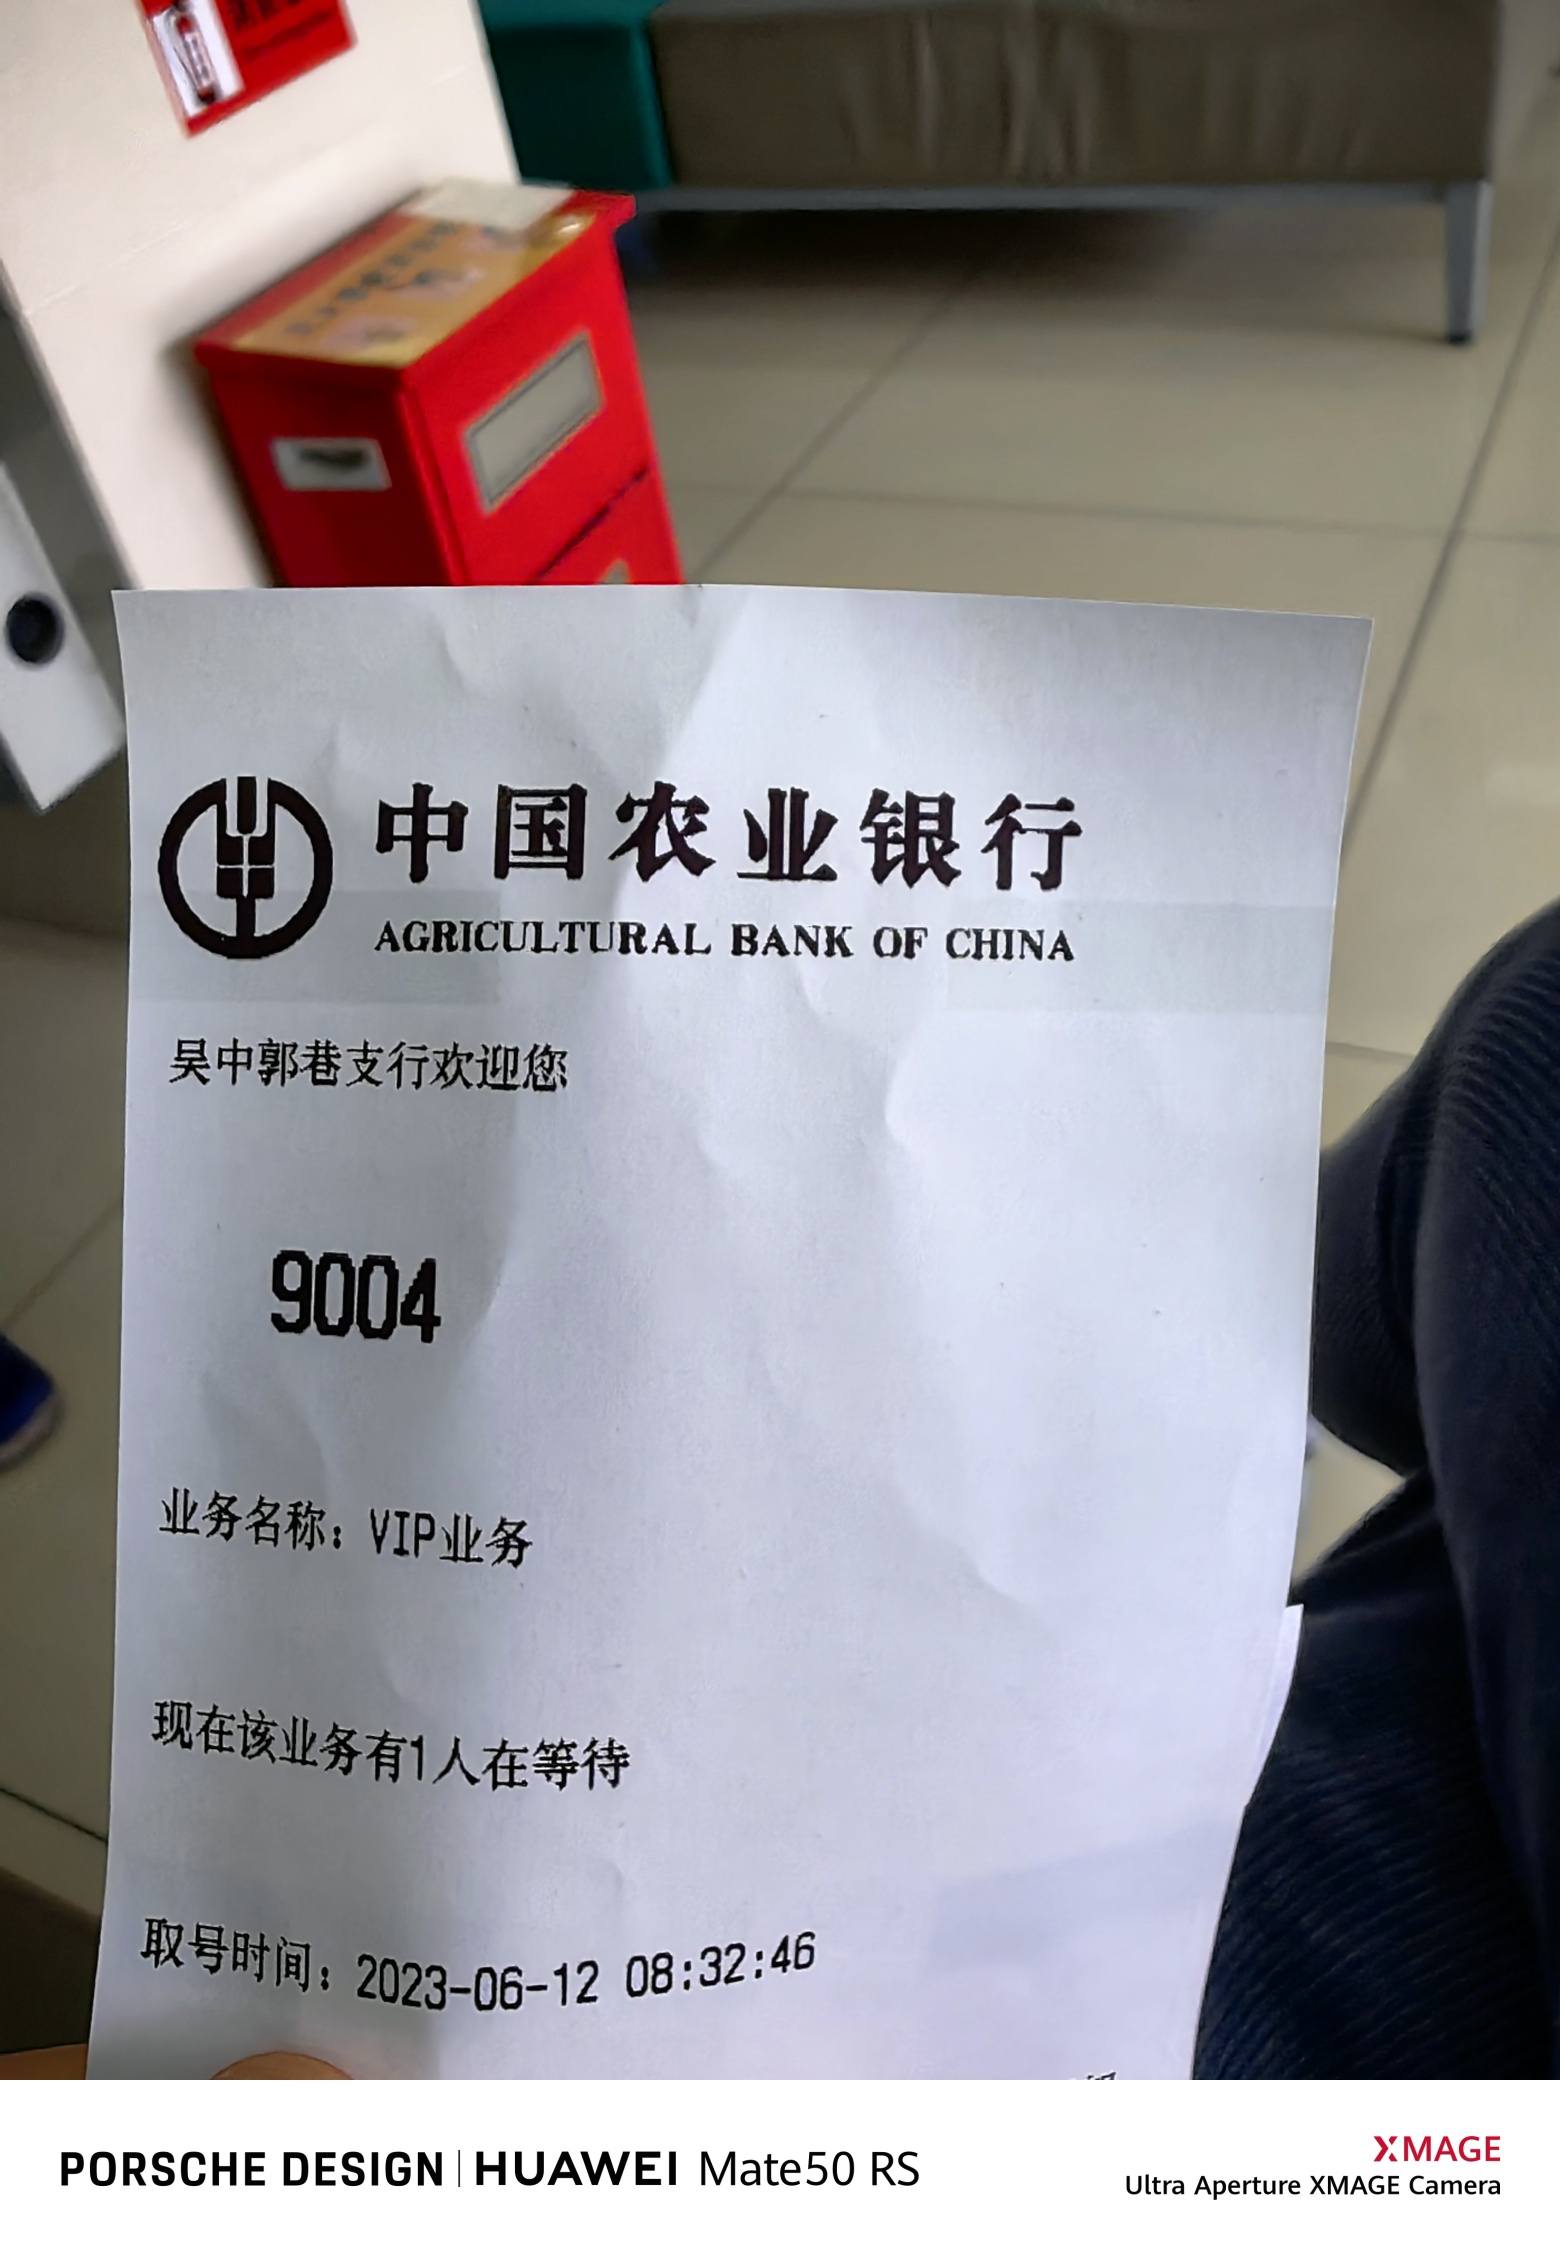 中国农业银行
AGRICULTURAL BANK OF CHINA
吴中郭巷支行欢迎您
9004
业务名称：VIP业务
现在该业务有1人在等待
取号时间：2023-06-12 08:32:46
PORSCHE DESIGN | HUAWEI Mate50 RS
XMAGE
Ultra Aperture XMAGE Camera